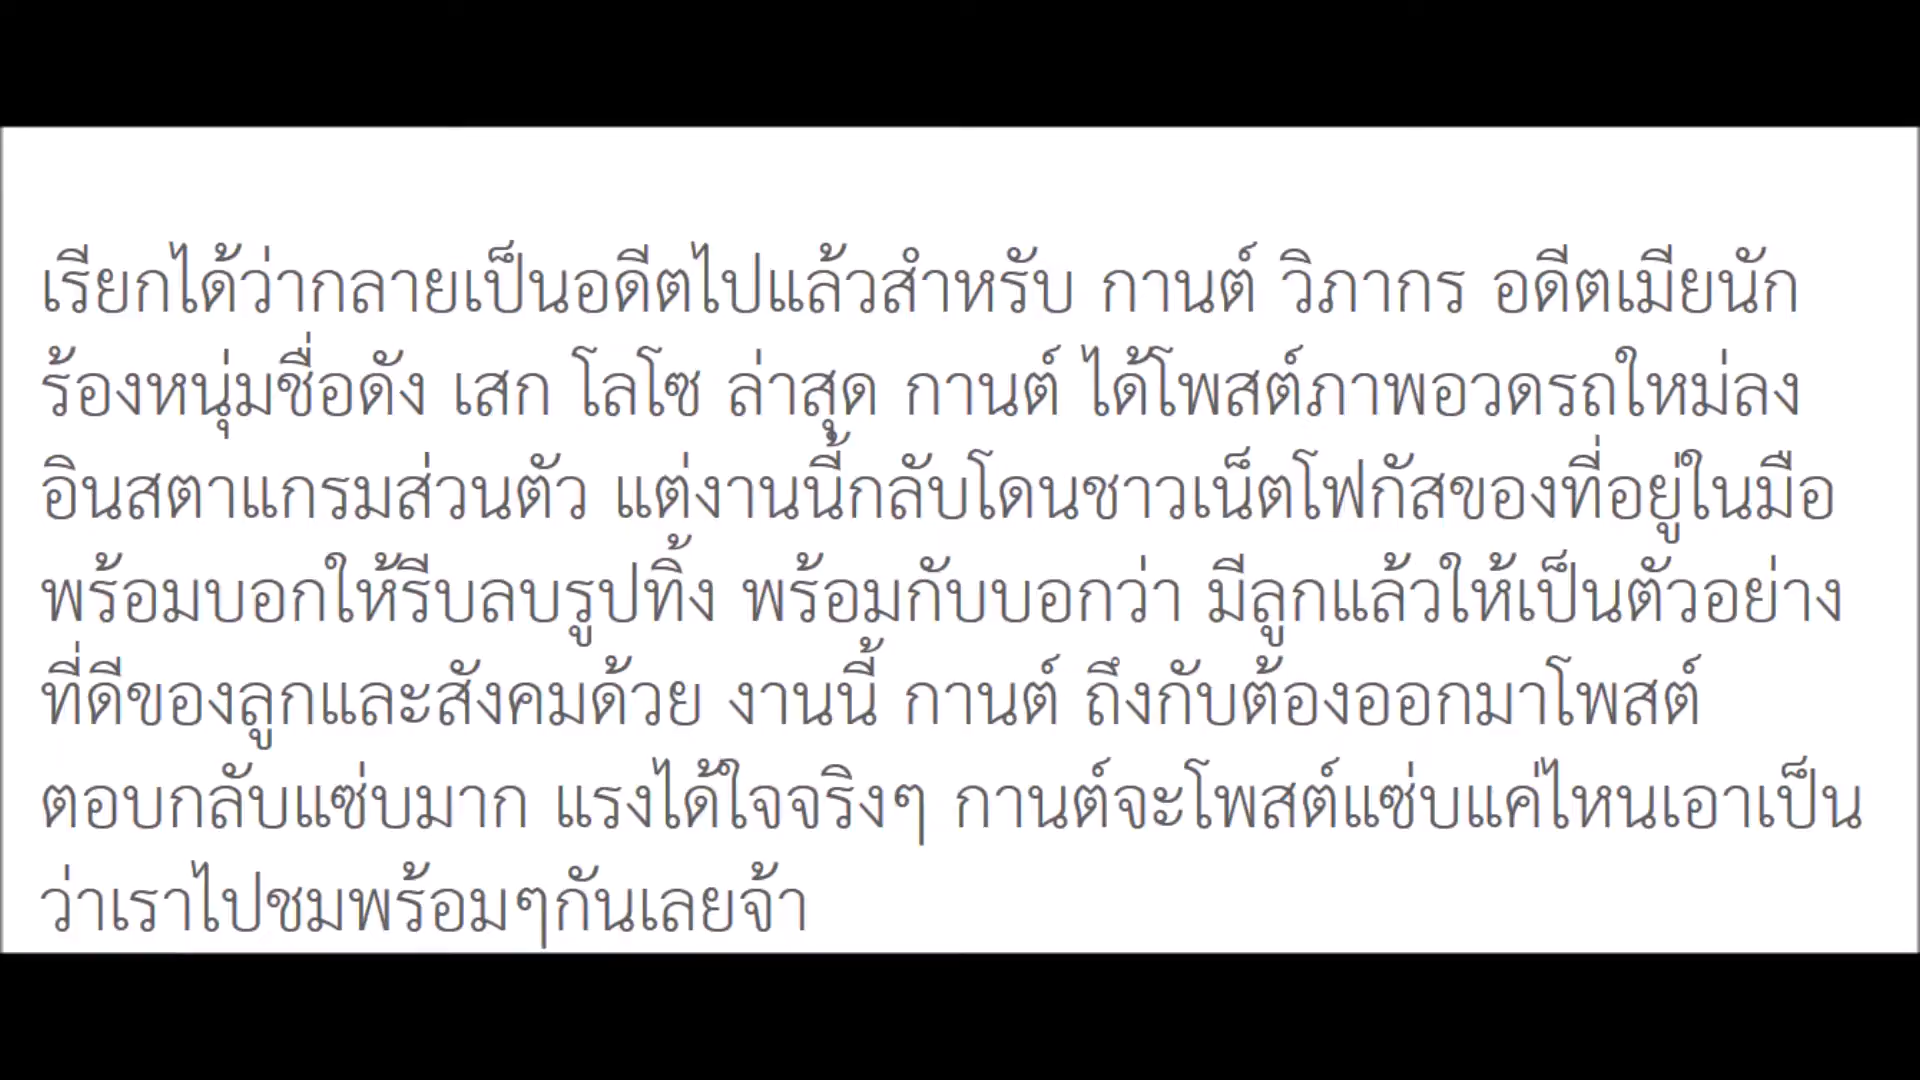 เรียกได้ว่ากลายเป็นอดีตไปแล้วสำหรับ กานต์ วิภากร อดีตเมียนัก
ร้องหนุ่มชื่อดัง เสก โลโซ ล่าสุด กานต์ ได้โพสต์ภาพอวดรถใหม่ลง
อินสตาแกรมส่วนตัว แต่งานนี้กลับโดนชาวเน็ตโฟกัสของที่อยู่ในมือ
พร้อมบอกให้รีบลบรูปทิ้ง พร้อมกับบอกว่า มีลูกแล้วให้เป็นตัวอย่าง
ที่ดีของลูกและสังคมด้วย งานนี้ กานต์ ถึงกับต้องออกมาโพสต์
ตอบกลับแซ่บมาก แรงได้ใจจริงๆ กานต์จะโพสต์แซ่บแค่ไหนเอาเป็น
ว่าเราไปชมพร้อมๆกันเลยจ้า